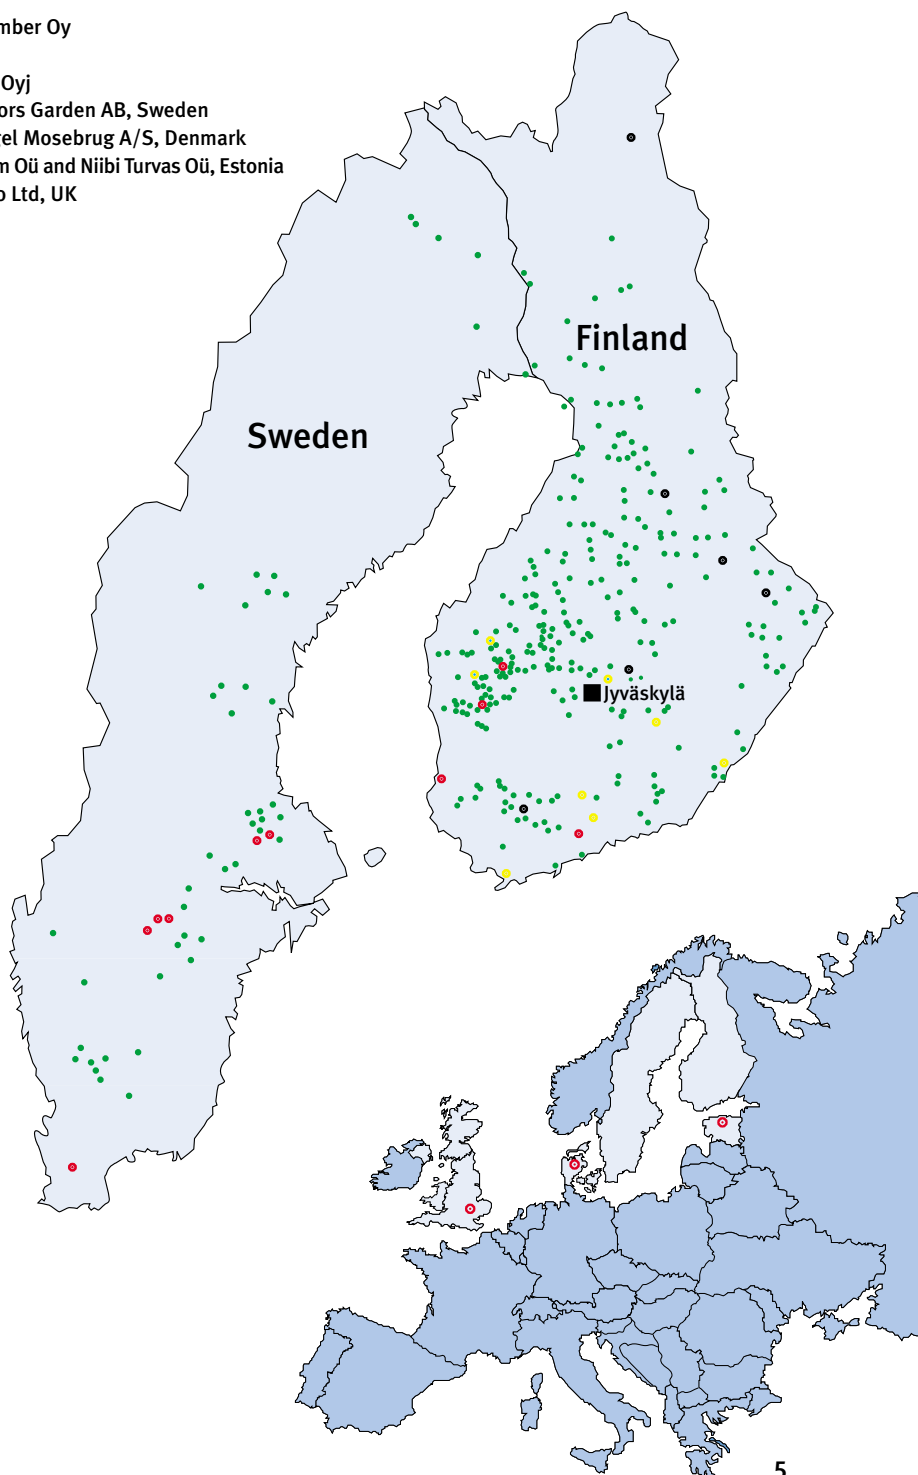 mber Oy
Oyj
ors Garden AB, Sweden
gel Mosebrug A/S, Denmark
m Oü and Niibi Turvas Oü, Estonia
o Ltd, UK
Finland
Sweden
Jyväskylä
5